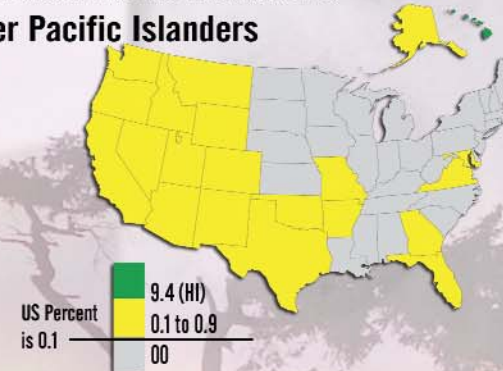 er Pacific Islanders
9.4 (HI)
US Percent
0.1 to 0.9
is 0.1
00